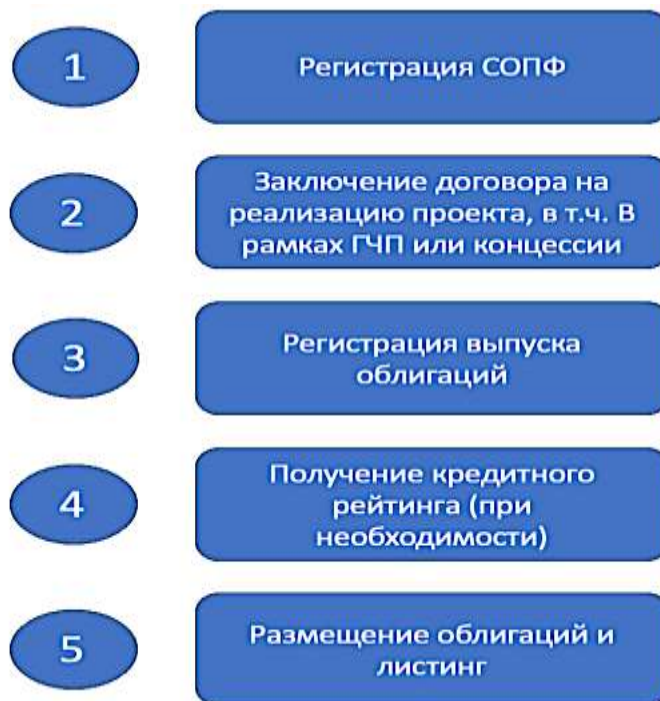 1
Регистрация СОПФ
2
Заключение договора на
реализацию проекта, в т.ч. В
рамках ГЧП или концессии
3
Регистрация выпуска
облигаций
4
Получение кредитного
рейтинга (при
необходимости)
5
Размещение облигаций и
листинг